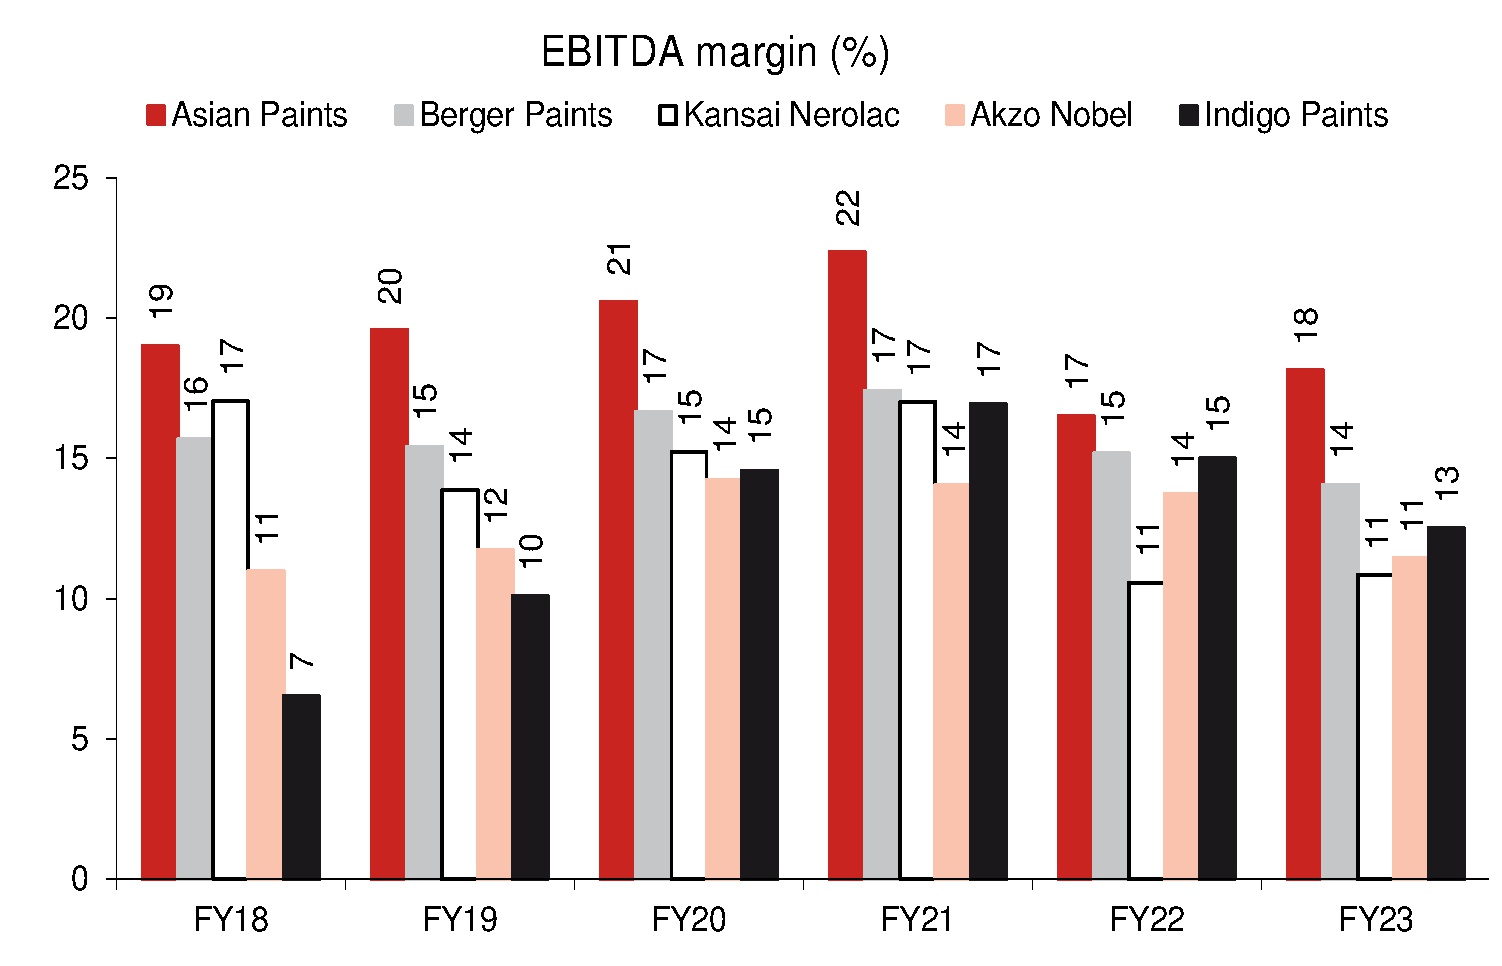 EBITDA margin (%)
Asian Paints Berger Paints Kansai Nerolac Akzo Nobel Indigo Paints
25
20
15
10
5
0
19 16 17 11 7
20 15 14 12 10
21 17 15 14 15
22 17 17 14 17
17 15 11 14 15
18 14 11 11 13
FY18 FY19 FY20 FY21 FY22 FY23